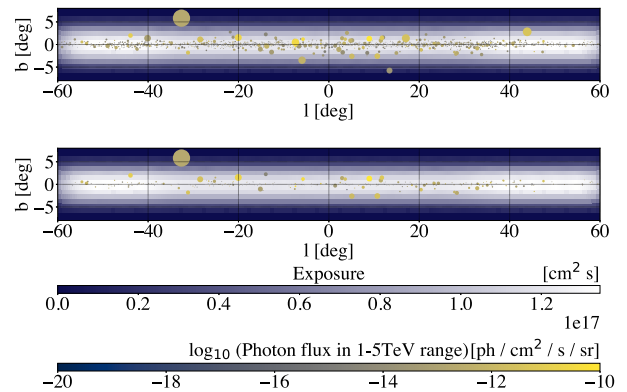 b [deg]
5
0
−5
−60 −40 −20 0 20 40 60
l [deg]
b [deg]
5
0
−5
−60 −40 −20 0 20 40 60
l [deg]
Exposure [cm² s]
0.0 0.2 0.4 0.6 0.8 1.0 1.2
1e17
log₁₀ (Photon flux in 1-5TeV range)[ph / cm² / s / sr]
−20 −18 −16 −14 −12 −10